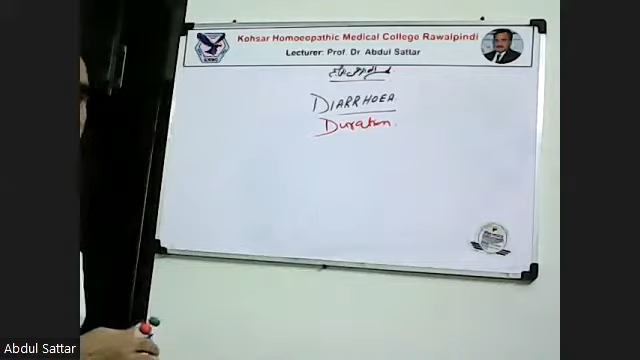 Kohsar Homoeopathic Medical College Rawalpindi
Lecturer: Prof. Dr. Abdul Sattar
DIARRHOEA.
Duration.
Abdul Sattar